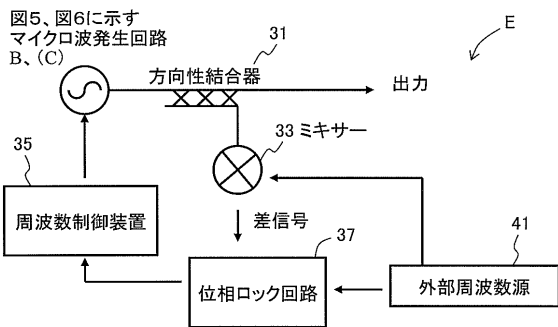 図5、図6に示す
マイクロ波発生回路
B、(C)
31
E
方向性結合器
出力
33 ミキサー
35
周波数制御装置
差信号
37
41
位相ロック回路
外部周波数源